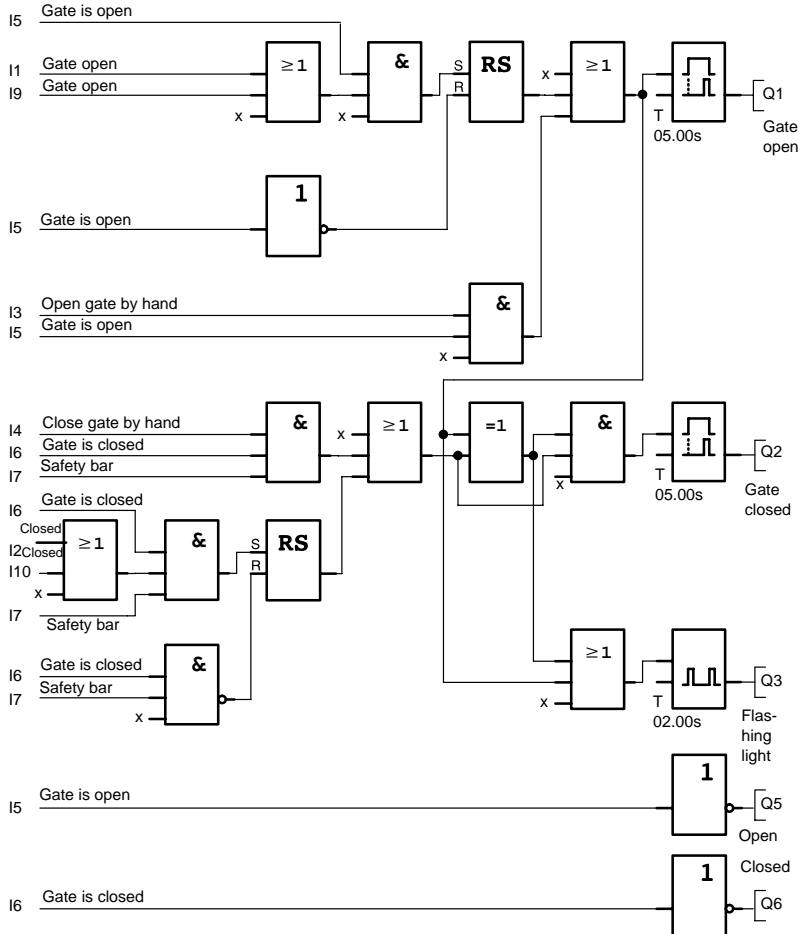 I5 Gate is open
I1 Gate open
I9 Gate open
x
≥1
x
&
S
R
RS
x
≥1
T
05.00s
Q1
Gate
open
I5 Gate is open
1
I3 Open gate by hand
I5 Gate is open
x
&
I4 Close gate by hand
I6 Gate is closed
I7 Safety bar
&
x
≥1
=1
&
x
T
05.00s
Q2
Gate
closed
I6 Gate is closed
Closed
I2 Closed
I10
x
≥1
I7 Safety bar
&
S
R
RS
I6 Gate is closed
I7 Safety bar
x
&
≥1
x
T
02.00s
Q3
Flas-
hing
light
I5 Gate is open
1
Q5
Open
I6 Gate is closed
1
Closed
Q6